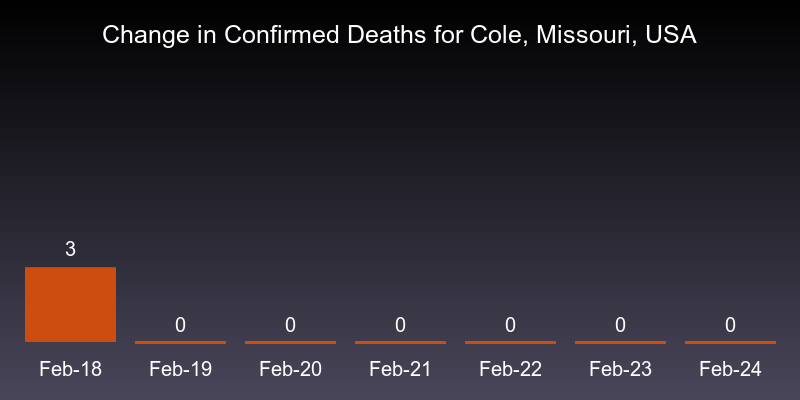 Change in Confirmed Deaths for Cole, Missouri, USA
3
0 0 0 0 0 0
Feb-18 Feb-19 Feb-20 Feb-21 Feb-22 Feb-23 Feb-24